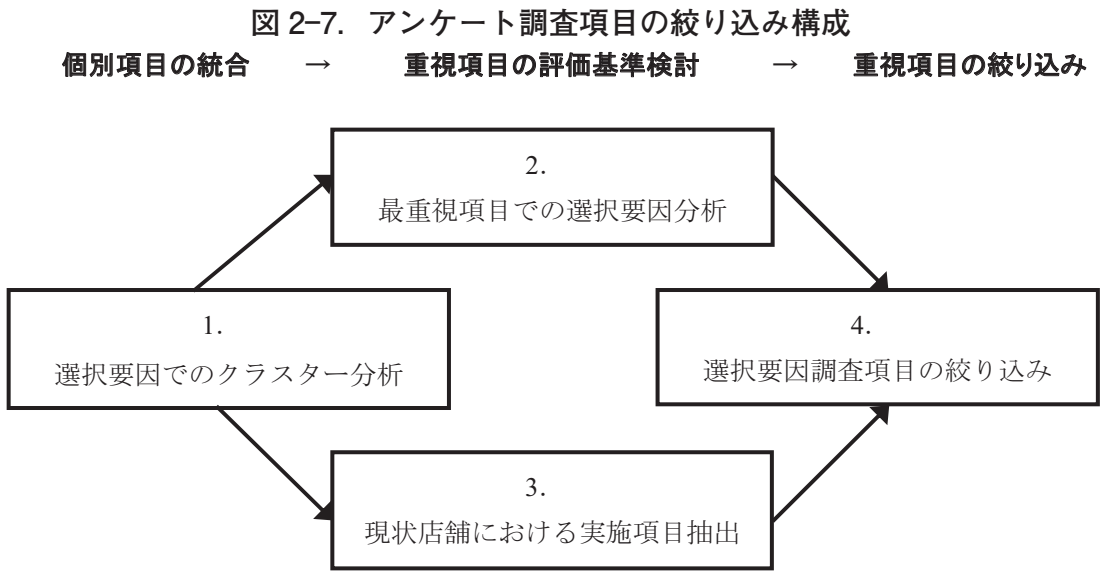 図 2–7. アンケート調査項目の絞り込み構成
個別項目の統合 → 重視項目の評価基準検討 → 重視項目の絞り込み
2.
最重視項目での選択要因分析
1.
選択要因でのクラスター分析
4.
選択要因調査項目の絞り込み
3.
現状店舗における実施項目抽出